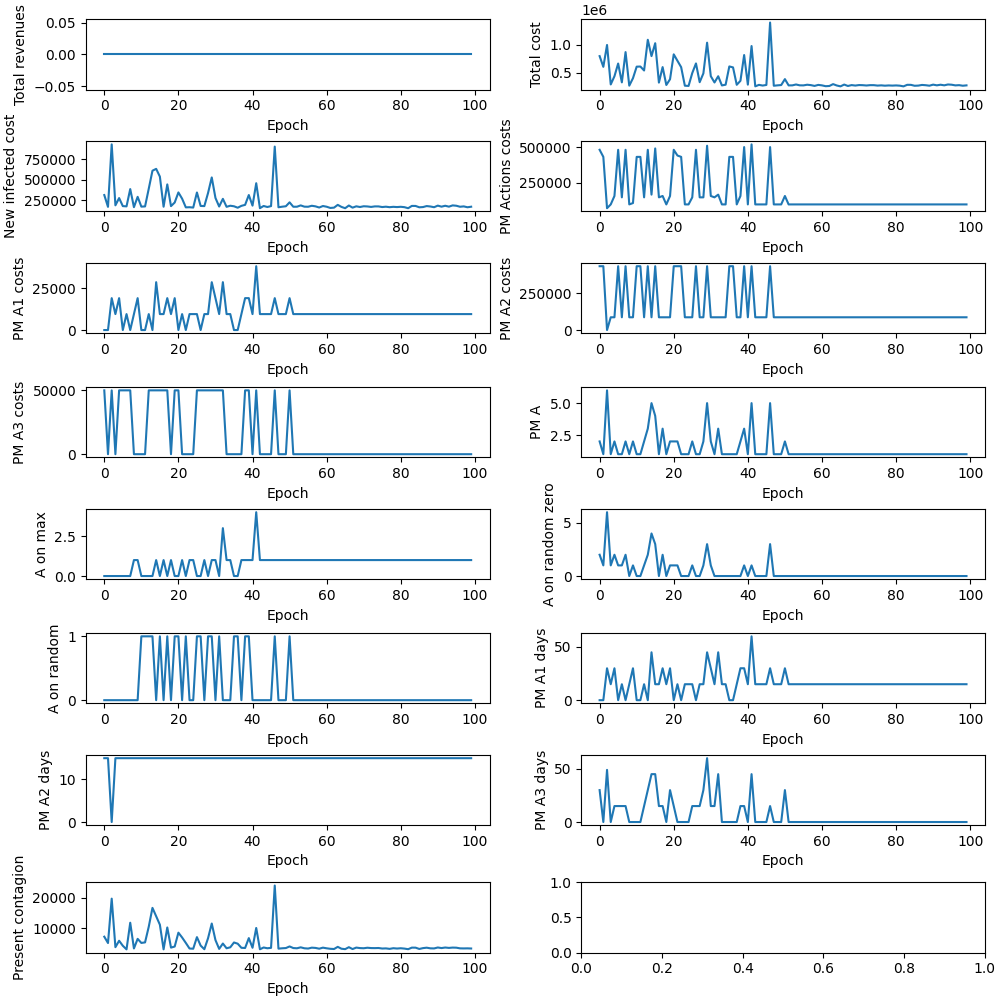 Total revenues
0.05
0.00
−0.05
0 20 40 60 80 100
Epoch
1e6
Total cost
1.0
0.5
0 20 40 60 80 100
Epoch
New infected cost
750000
500000
250000
0 20 40 60 80 100
Epoch
PM Actions costs
500000
250000
0 20 40 60 80 100
Epoch
PM A1 costs
25000
0
0 20 40 60 80 100
Epoch
PM A2 costs
250000
0
0 20 40 60 80 100
Epoch
PM A3 costs
50000
0
0 20 40 60 80 100
Epoch
PM A
5.0
2.5
0 20 40 60 80 100
Epoch
A on max
2.5
0.0
0 20 40 60 80 100
Epoch
A on random zero
5
0
0 20 40 60 80 100
Epoch
A on random
1
0
0 20 40 60 80 100
Epoch
PM A1 days
50
0
0 20 40 60 80 100
Epoch
PM A2 days
10
0
0 20 40 60 80 100
Epoch
PM A3 days
50
0
0 20 40 60 80 100
Epoch
Present contagion
20000
10000
0 20 40 60 80 100
Epoch
1.0
0.5
0.0
0.0 0.2 0.4 0.6 0.8 1.0